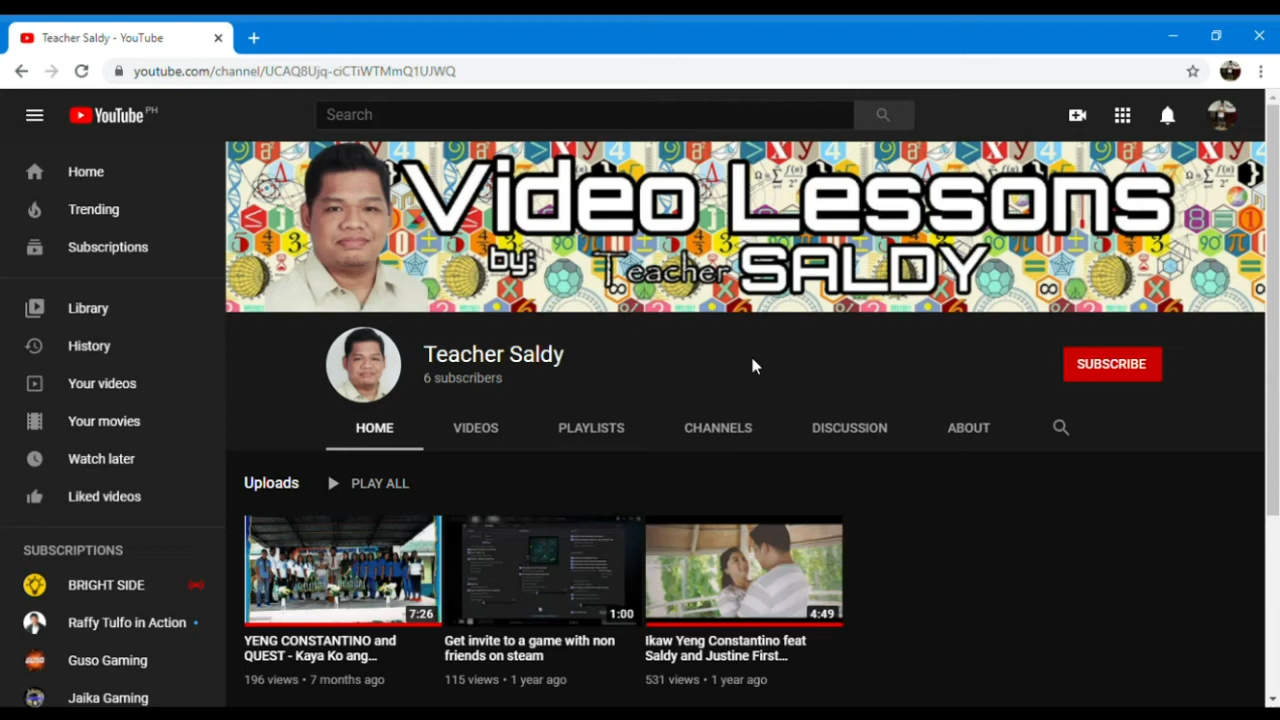 Teacher Saldy - YouTube
youtube.com/channel/UCAQ8Ujq-ciCTiWTMmQ1UJWQ
YouTube PH
Search
Home
Trending
Subscriptions
Library
History
Your videos
Your movies
Watch later
Liked videos
SUBSCRIPTIONS
BRIGHT SIDE
Raffy Tulfo in Action
Guso Gaming
Jaika Gaming
Video Lessons
by: Teacher SALDY
Teacher Saldy
6 subscribers
SUBSCRIBE
HOME VIDEOS PLAYLISTS CHANNELS DISCUSSION ABOUT
Uploads PLAY ALL
7:26
YENG CONSTANTINO and
QUEST - Kaya Ko ang...
196 views • 7 months ago
1:00
Get invite to a game with non
friends on steam
115 views • 1 year ago
4:49
Ikaw Yeng Constantino feat
Saldy and Justine First...
531 views • 1 year ago